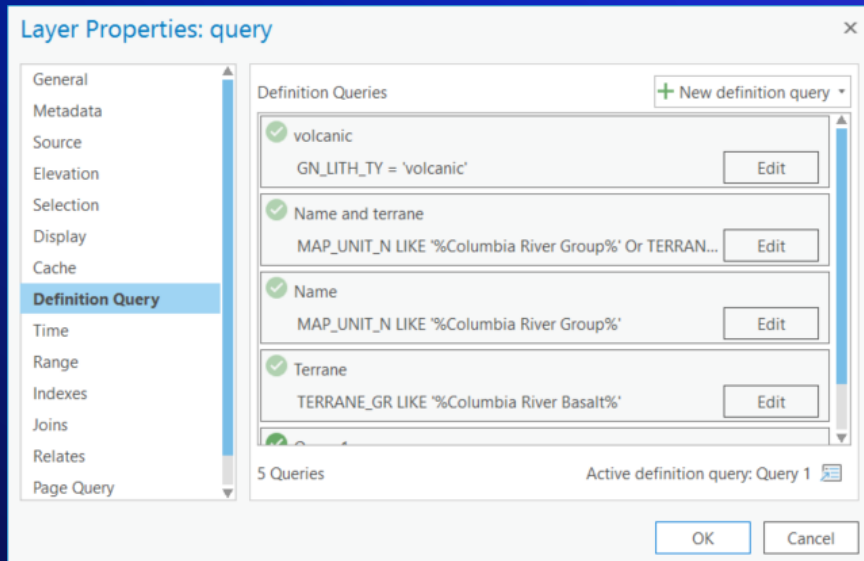 Layer Properties: query
General
Metadata
Source
Elevation
Selection
Display
Cache
Definition Query
Time
Range
Indexes
Joins
Relates
Page Query
Definition Queries
New definition query
volcanic
GN_LITH_TY = 'volcanic'
Edit
Name and terrane
MAP_UNIT_N LIKE '%Columbia River Group%' Or TERRAN...
Edit
Name
MAP_UNIT_N LIKE '%Columbia River Group%'
Edit
Terrane
TERRANE_GR LIKE '%Columbia River Basalt%'
Edit
5 Queries
Active definition query: Query 1
OK
Cancel